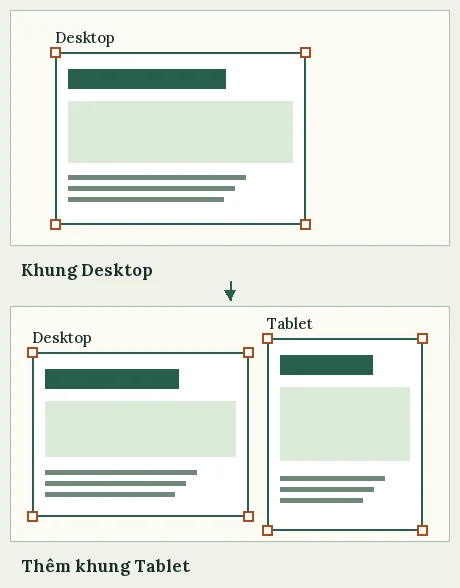 Desktop
Khung Desktop
Tablet
Desktop
Thêm khung Tablet